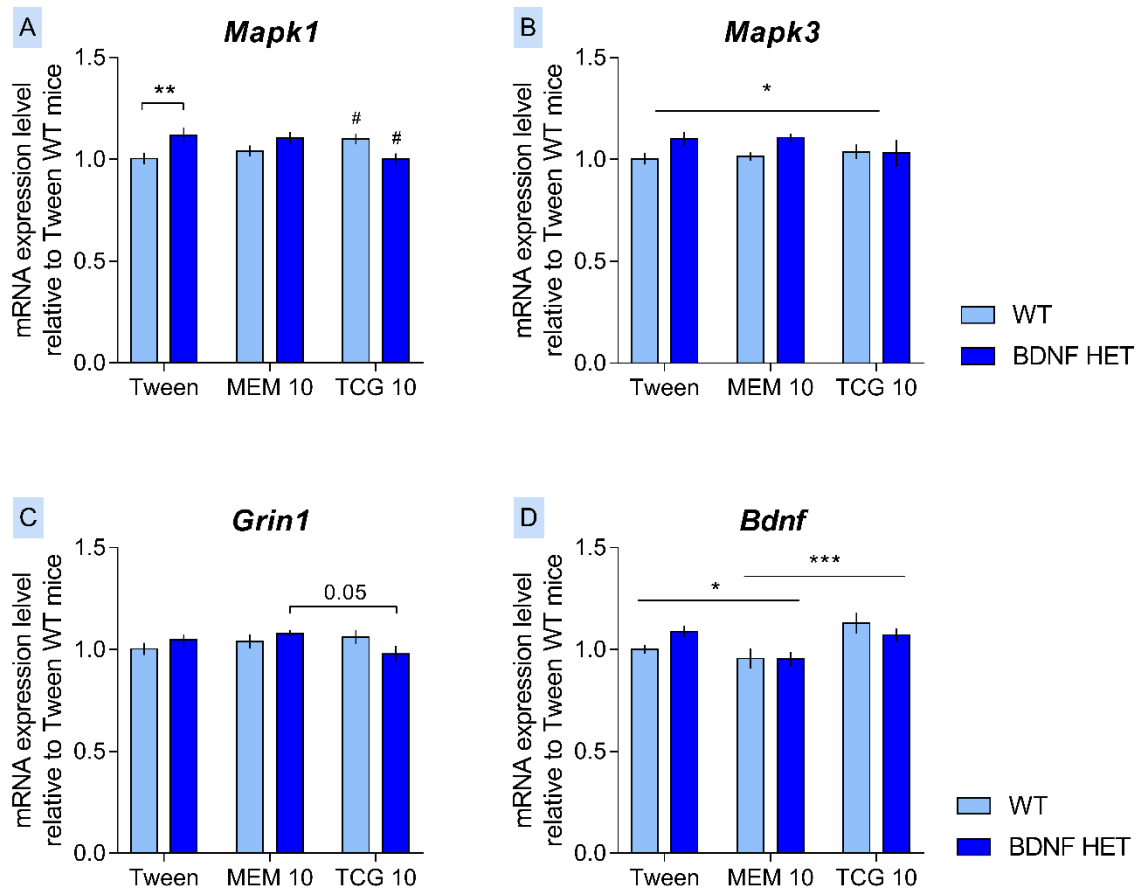 A
Mapk1
mRNA expression lelvel
relative to Tween WT mice
1.5
1.0
0.5
0.0
**
#
#
Tween
MEM 10
TCG 10
B
Mapk3
mRNA expression lelvel
relative to Tween WT mice
1.5
1.0
0.5
0.0
*
Tween
MEM 10
TCG 10
WT
BDNF HET
C
Grin1
mRNA expression lelvel
relative to Tween WT mice
1.5
1.0
0.5
0.0
0.05
Tween
MEM 10
TCG 10
D
Bdnf
mRNA expression lelvel
relative to Tween WT mice
1.5
1.0
0.5
0.0
*
***
Tween
MEM 10
TCG 10
WT
BDNF HET